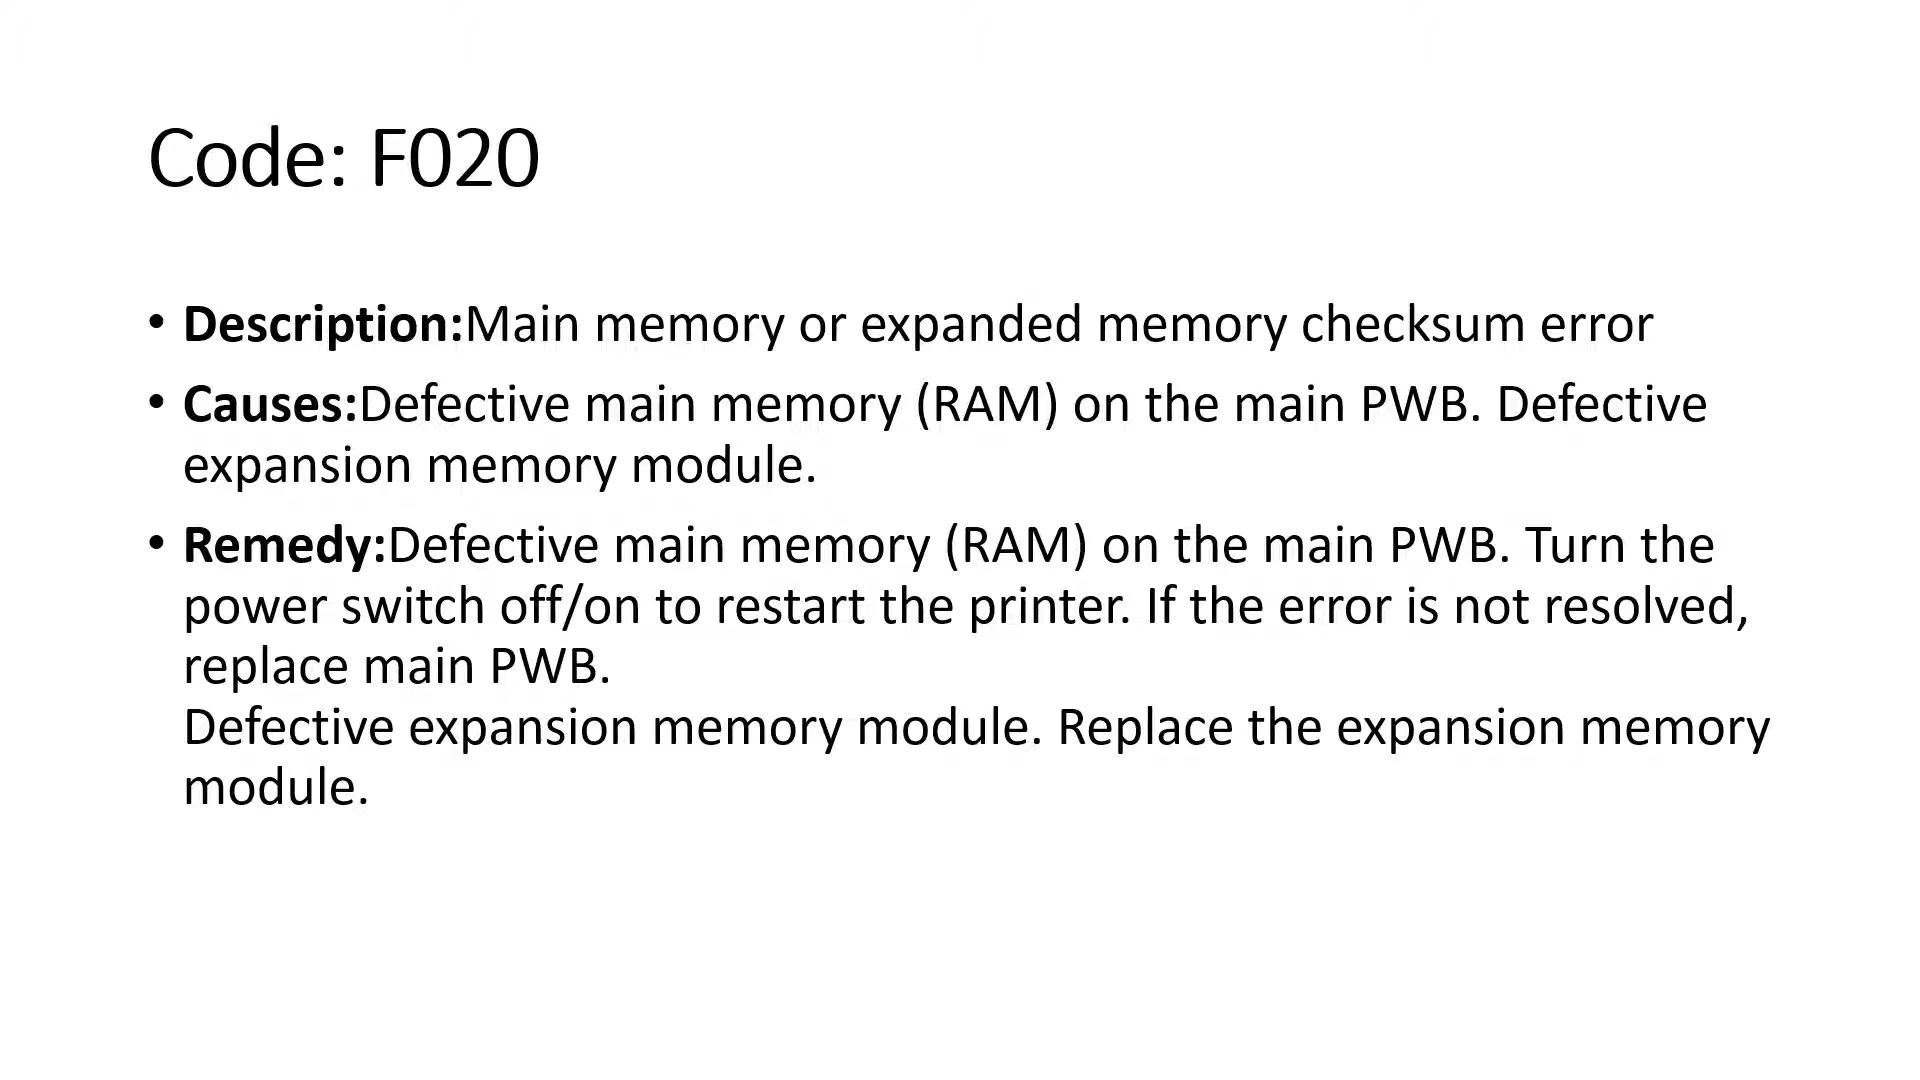 Code: F020
• Description:Main memory or expanded memory checksum error
• Causes:Defective main memory (RAM) on the main PWB. Defective
expansion memory module.
• Remedy:Defective main memory (RAM) on the main PWB. Turn the
power switch off/on to restart the printer. If the error is not resolved,
replace main PWB.
Defective expansion memory module. Replace the expansion memory
module.